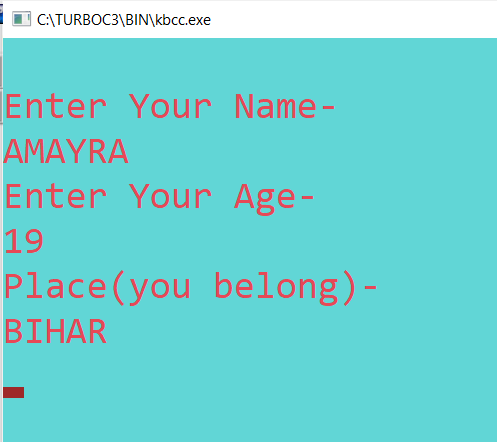 C:\TURBOC3\BIN\kbcc.exe
Enter Your Name-
AMAYRA
Enter Your Age-
19
Place(you belong)-
BIHAR